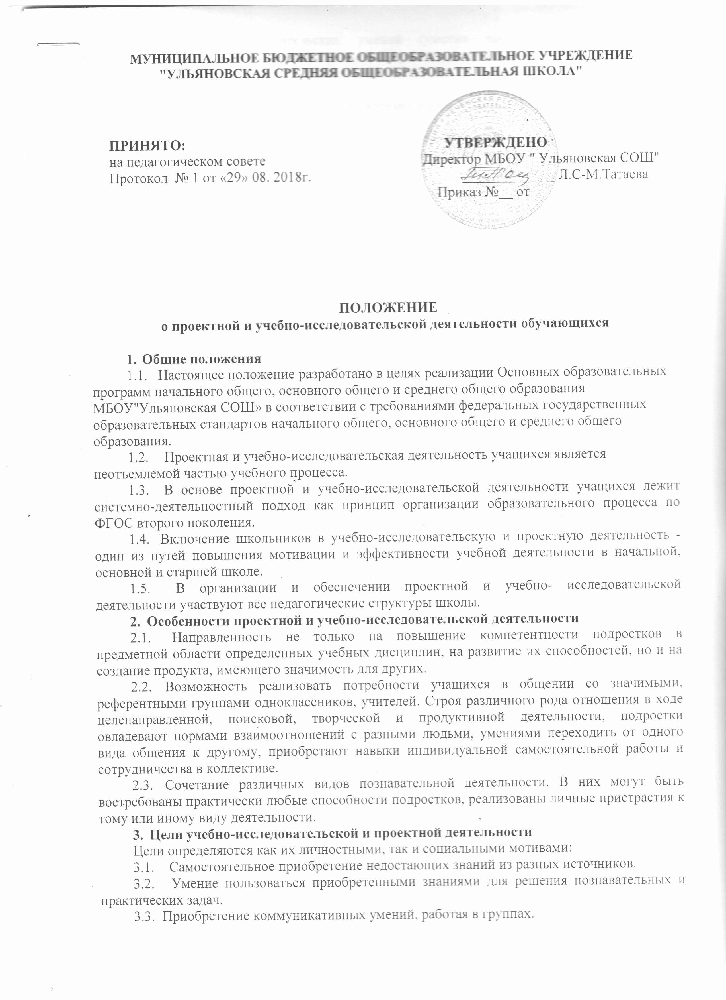 МУНИЦИПАЛЬНОЕ БЮДЖЕТНОЕ ОБЩЕОБРАЗОВАТЕЛЬНОЕ УЧРЕЖДЕНИЕ
"УЛЬЯНОВСКАЯ СРЕДНЯЯ ОБЩЕОБРАЗОВАТЕЛЬНАЯ ШКОЛА"
ПРИНЯТО:
на педагогическом совете
Протокол № 1 от «29» 08. 2018г.
УТВЕРЖДЕНО
Директор МБОУ " Ульяновская СОШ"
Л.С-М.Татаева
Приказ №__ от
ПОЛОЖЕНИЕ
о проектной и учебно-исследовательской деятельности обучающихся
1. Общие положения
1.1. Настоящее положение разработано в целях реализации Основных образовательных
программ начального общего, основного общего и среднего общего образования
МБОУ"Ульяновская СОШ» в соответствии с требованиями федеральных государственных
образовательных стандартов начального общего, основного общего и среднего общего
образования.
1.2. Проектная и учебно-исследовательская деятельность учащихся является
неотъемлемой частью учебного процесса.
1.3. В основе проектной и учебно-исследовательской деятельности учащихся лежит
системно-деятельностный подход как принцип организации образовательного процесса по
ФГОС второго поколения.
1.4. Включение школьников в учебно-исследовательскую и проектную деятельность -
один из путей повышения мотивации и эффективности учебной деятельности в начальной,
основной и старшей школе.
1.5. В организации и обеспечении проектной и учебно- исследовательской
деятельности участвуют все педагогические структуры школы.
2. Особенности проектной и учебно-исследовательской деятельности
2.1. Направленность не только на повышение компетентности подростков в
предметной области определенных учебных дисциплин, на развитие их способностей, но и на
создание продукта, имеющего значимость для других.
2.2. Возможность реализовать потребности учащихся в общении со значимыми,
референтными группами одноклассников, учителей. Строя различного рода отношения в ходе
целенаправленной, поисковой, творческой и продуктивной деятельности, подростки
овладевают нормами взаимоотношений с разными людьми, умениями переходить от одного
вида общения к другому, приобретают навыки индивидуальной самостоятельной работы и
сотрудничества в коллективе.
2.3. Сочетание различных видов познавательной деятельности. В них могут быть
востребованы практически любые способности подростков, реализованы личные пристрастия к
тому или иному виду деятельности.
3. Цели учебно-исследовательской и проектной деятельности
Цели определяются как их личностными, так и социальными мотивами:
3.1. Самостоятельное приобретение недостающих знаний из разных источников.
3.2. Умение пользоваться приобретенными знаниями для решения познавательных и
практических задач.
3.3. Приобретение коммуникативных умений, работая в группах.